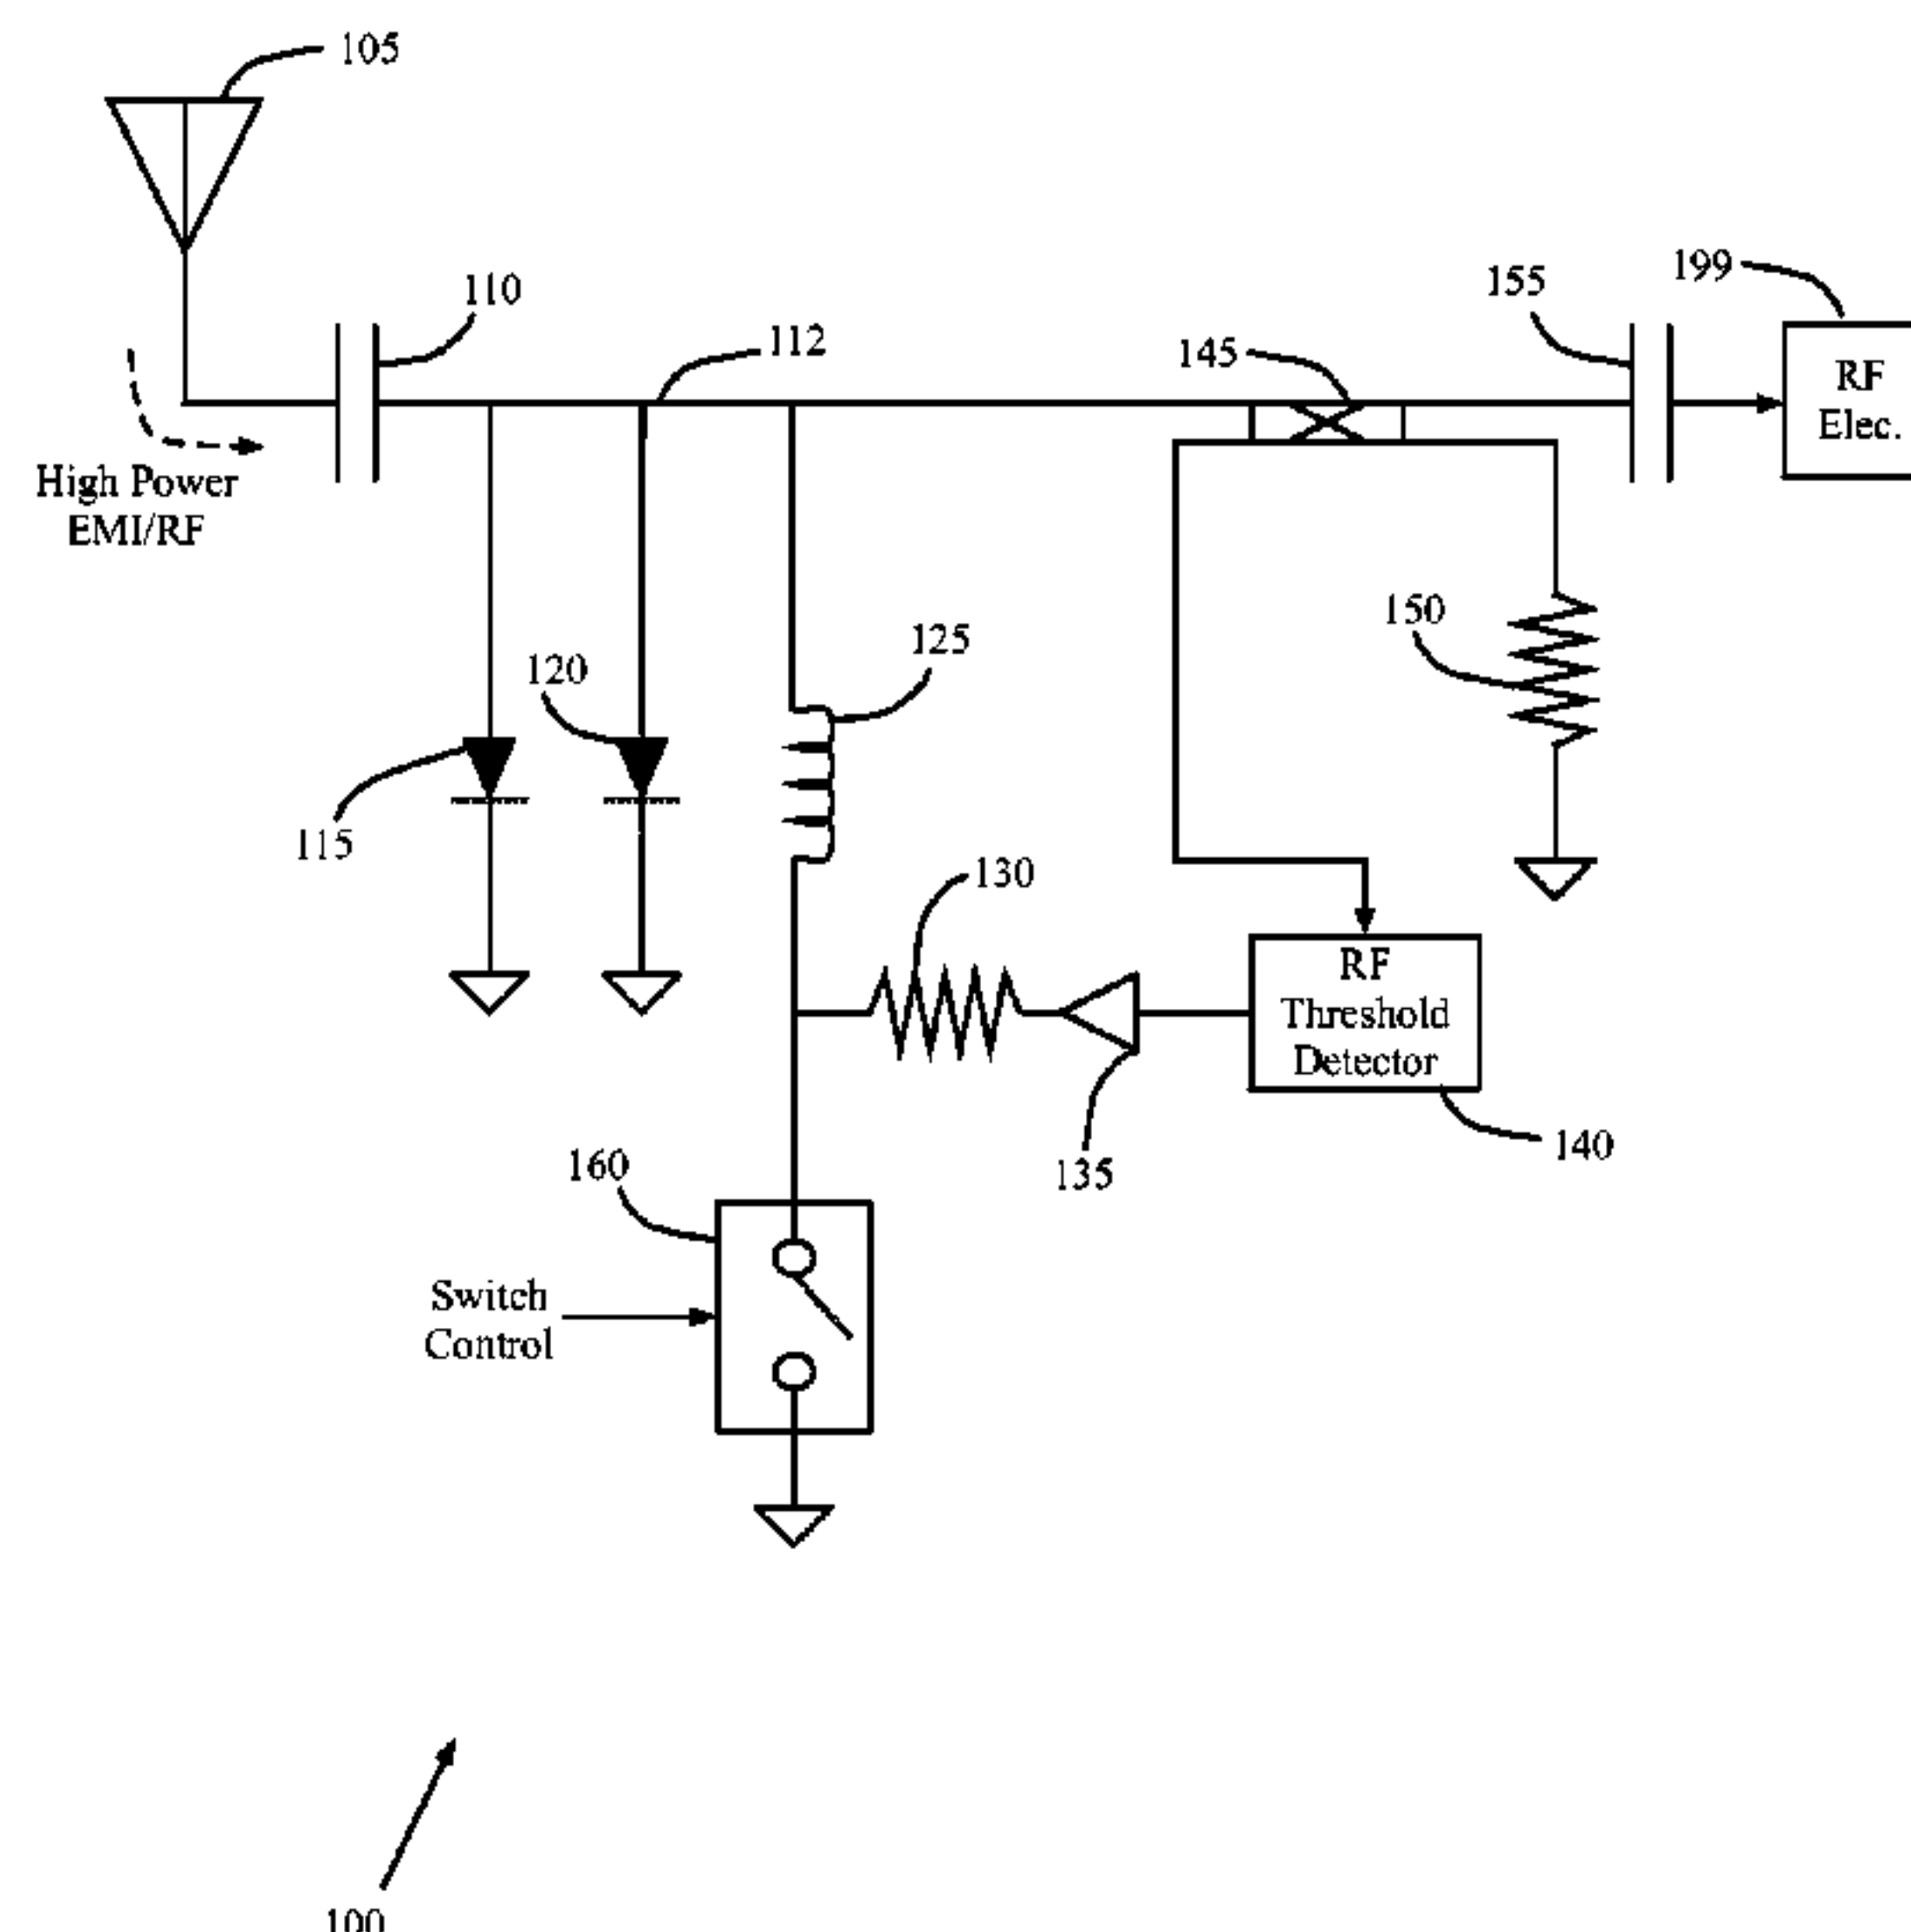 105
110
112
145
155
199
RF
Elec.
High Power
EMI/RF
125
120
150
115
130
RF
Threshold
Detector
140
135
160
Switch
Control
100